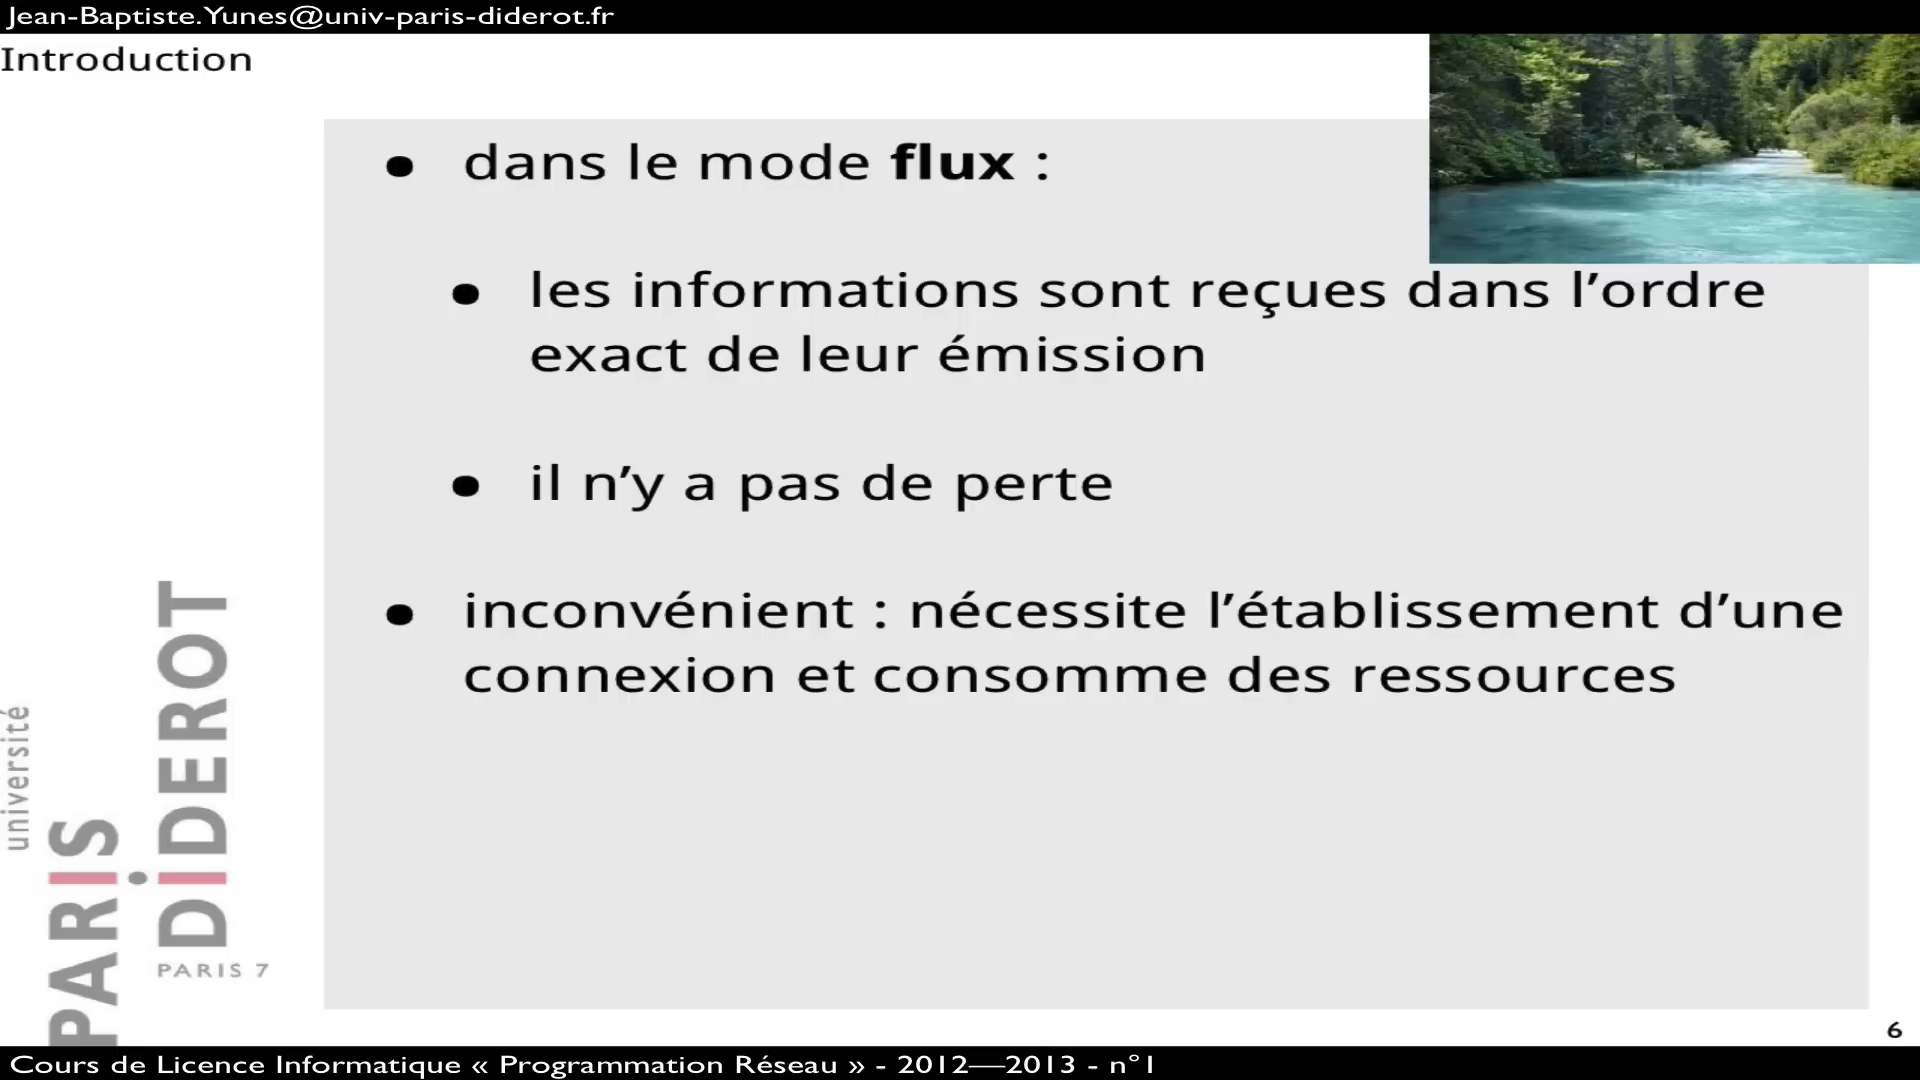 Jean-Baptiste.Yunes@univ-paris-diderot.fr
Introduction
• dans le mode flux :
• les informations sont reçues dans l’ordre
exact de leur émission
• il n’y a pas de perte
• inconvénient : nécessite l’établissement d’une
connexion et consomme des ressources
université
PARIS
DIDEROT
PARIS 7
6
Cours de Licence Informatique « Programmation Réseau » - 2012—2013 - n°1